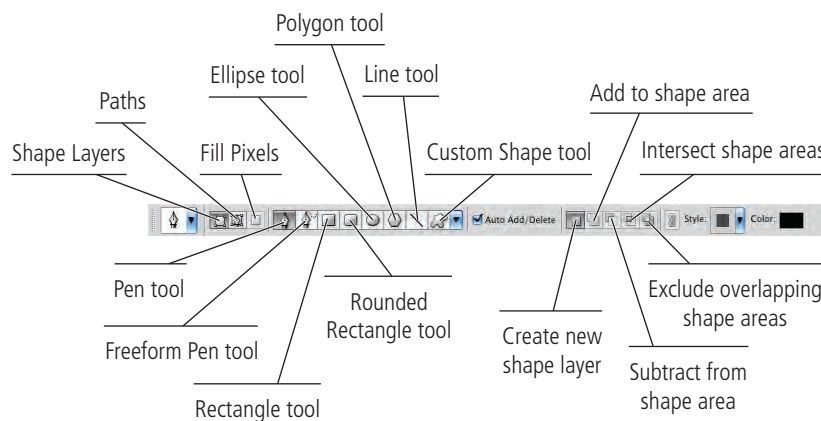 Polygon tool
Ellipse tool
Line tool
Paths
Add to shape area
Shape Layers
Fill Pixels
Custom Shape tool
Intersect shape areas
Auto Add/Delete
Style:
Color:
Pen tool
Rounded
Rectangle tool
Exclude overlapping
shape areas
Freeform Pen tool
Create new
shape layer
Subtract from
shape area
Rectangle tool